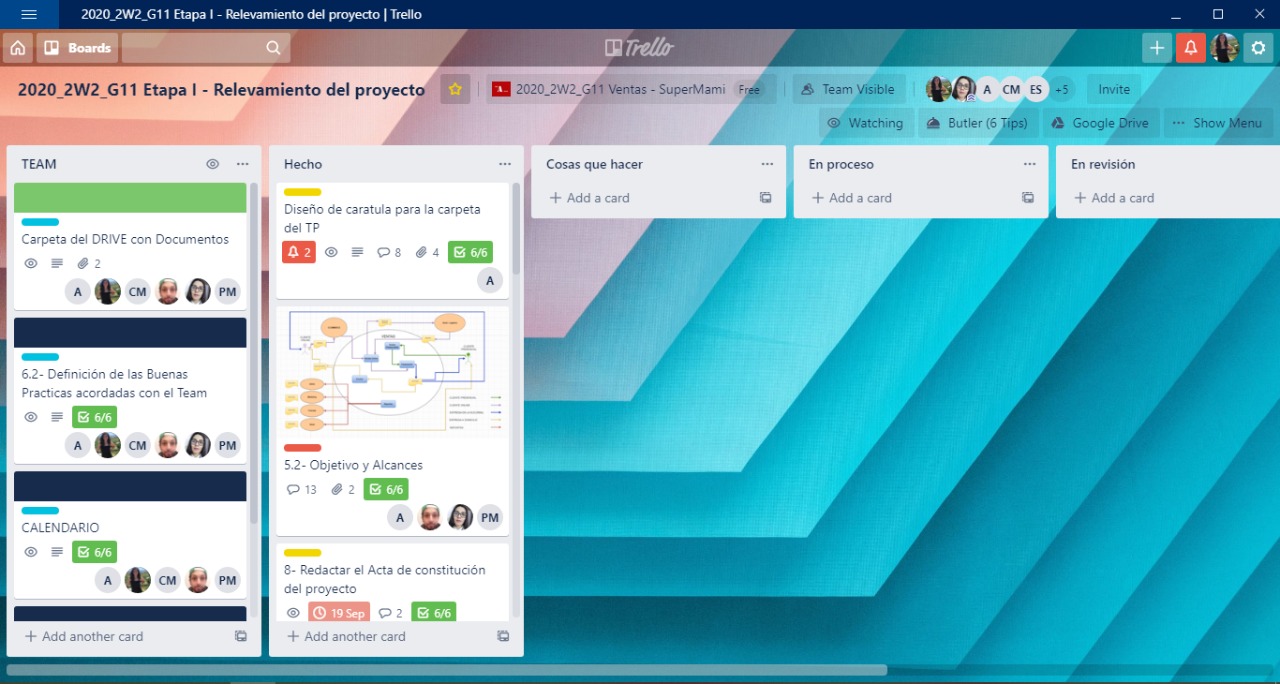 2020_2W2_G11 Etapa I - Relevamiento del proyecto | Trello
Boards
Trello
2020_2W2_G11 Etapa I - Relevamiento del proyecto
2020_2W2_G11 Ventas - SuperMami Free
Team Visible
A CM ES +5
Invite
Watching
Butler (6 Tips)
Google Drive
··· Show Menu
TEAM
Carpeta del DRIVE con Documentos
2
A CM PM
6.2- Definición de las Buenas
Practicas acordadas con el Team
6/6
A CM PM
CALENDARIO
6/6
A CM PM
+ Add another card
Hecho
Diseño de caratula para la carpeta
del TP
2 8 4 6/6
A
VENTAS
5.2- Objetivo y Alcances
13 2 6/6
A PM
8- Redactar el Acta de constitución
del proyecto
19 Sep 2 6/6
+ Add another card
Cosas que hacer
+ Add a card
En proceso
+ Add a card
En revisión
+ Add a card